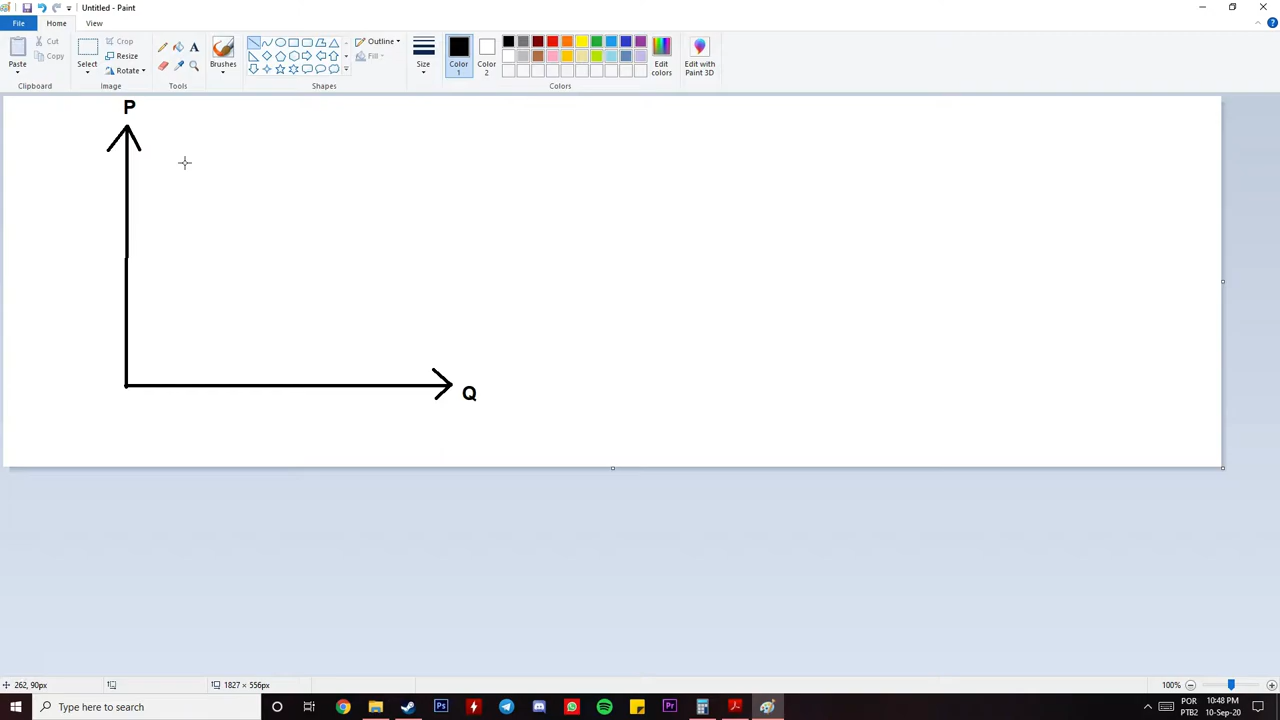 Untitled - Paint
File Home View
Paste
Cut
Copy
Clipboard
Select
Crop
Resize
Rotate
Image
A
Tools
Brushes
Outline
Fill
Shapes
Size
Color 1
Color 2
Edit colors
Edit with Paint 3D
Colors
P
Q
262, 90px
1827 × 556px
100%
Type here to search
Ps
Pr
POR
PTB2
10:48 PM
10-Sep-20